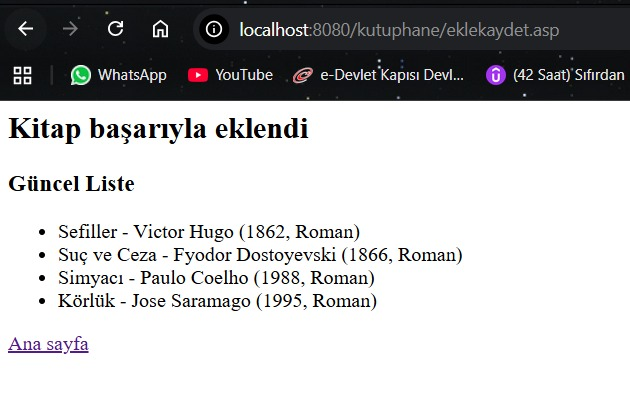 localhost:8080/kutuphane/eklekaydet.asp
WhatsApp YouTube e-Devlet Kapısı Devl... (42 Saat) Sıfırdan
Kitap başarıyla eklendi
Güncel Liste
Sefiller - Victor Hugo (1862, Roman)
Suç ve Ceza - Fyodor Dostoyevski (1866, Roman)
Simyacı - Paulo Coelho (1988, Roman)
Körlük - Jose Saramago (1995, Roman)
Ana sayfa